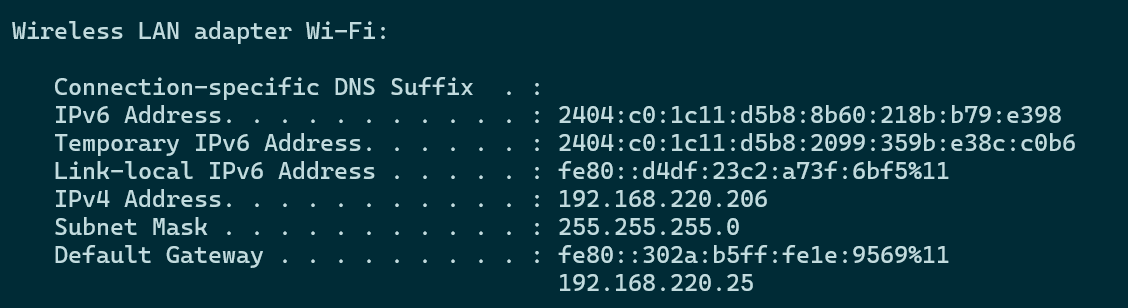 Wireless LAN adapter Wi-Fi:
Connection-specific DNS Suffix  . :
IPv6 Address. . . . . . . . . . . : 2404:c0:1c11:d5b8:8b60:218b:b79:e398
Temporary IPv6 Address. . . . . . : 2404:c0:1c11:d5b8:2099:359b:e38c:c0b6
Link-local IPv6 Address . . . . . : fe80::d4df:23c2:a73f:6bf5%11
IPv4 Address. . . . . . . . . . . : 192.168.220.206
Subnet Mask . . . . . . . . . . . : 255.255.255.0
Default Gateway . . . . . . . . . : fe80::302a:b5ff:fe1e:9569%11
192.168.220.25